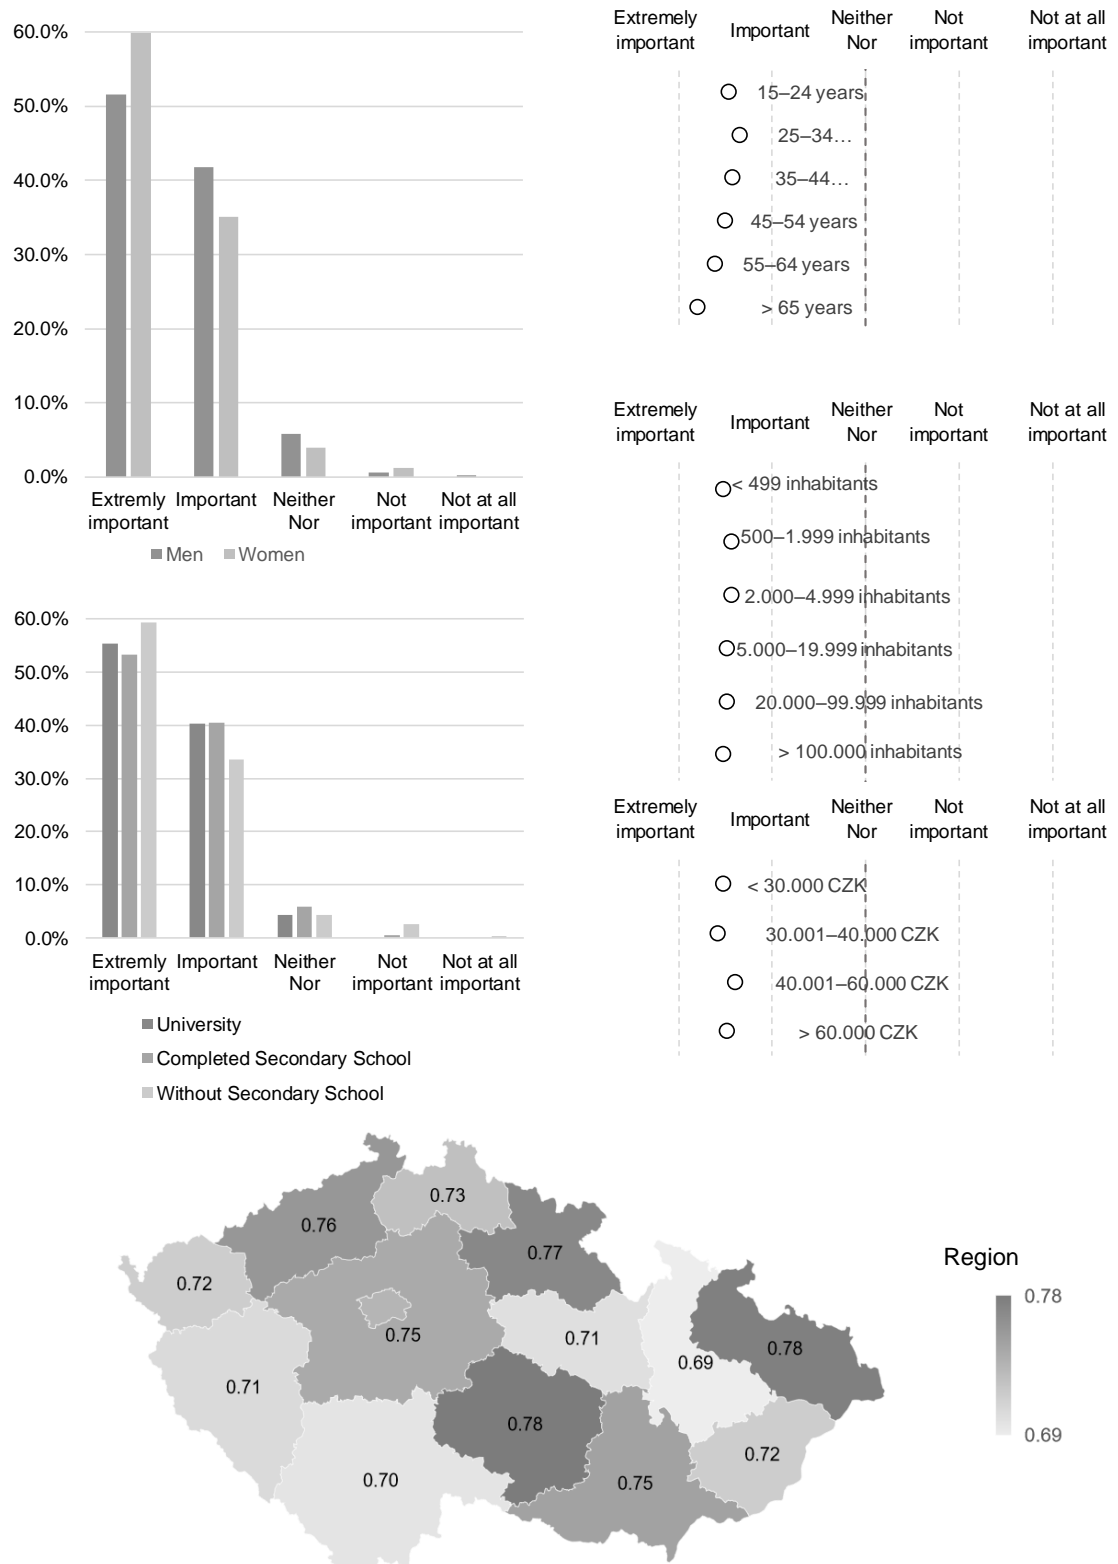 60.0%
50.0%
40.0%
30.0%
20.0%
10.0%
0.0%
Extremly important
Important
Neither Nor
Not important
Not at all important
Men
Women
Extremely important
Important
Neither Nor
Not important
Not at all important
15–24 years
25–34…
35–44…
45–54 years
55–64 years
> 65 years
Extremely important
Important
Neither Nor
Not important
Not at all important
< 499 inhabitants
500–1.999 inhabitants
2.000–4.999 inhabitants
5.000–19.999 inhabitants
20.000–99.999 inhabitants
> 100.000 inhabitants
60.0%
50.0%
40.0%
30.0%
20.0%
10.0%
0.0%
Extremly important
Important
Neither Nor
Not important
Not at all important
University
Completed Secondary School
Without Secondary School
Extremely important
Important
Neither Nor
Not important
Not at all important
< 30.000 CZK
30.001–40.000 CZK
40.001–60.000 CZK
> 60.000 CZK
0.73
0.76
0.77
0.72
0.75
0.71
0.78
0.69
0.71
0.78
0.72
0.70
0.75
Region
0.78
0.69